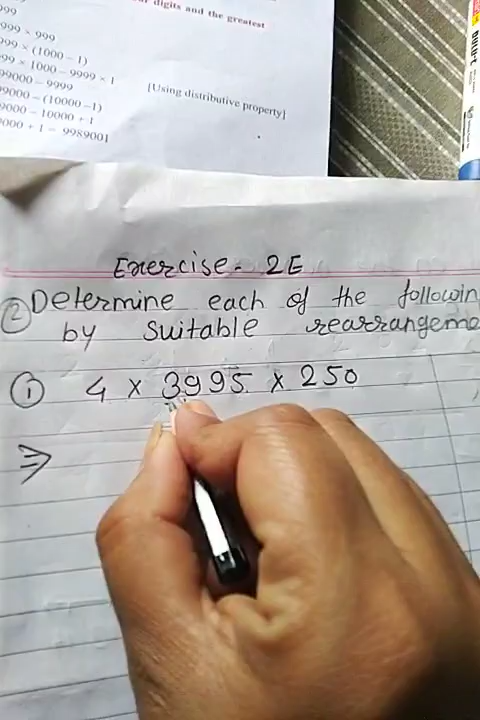 digits and the greatest
999
999 × 999
999 × (1000 – 1)
99 × 1000 – 9999 × 1
99000 – 9999
9000 – (10000 – 1)
9000 – 10000 + 1
000 + 1 = 9989001
[Using distributive property]
Exercise- 2E
② Determine each of the followin
by suitable rearrangeme
① 4 × 3995 × 250
⇒